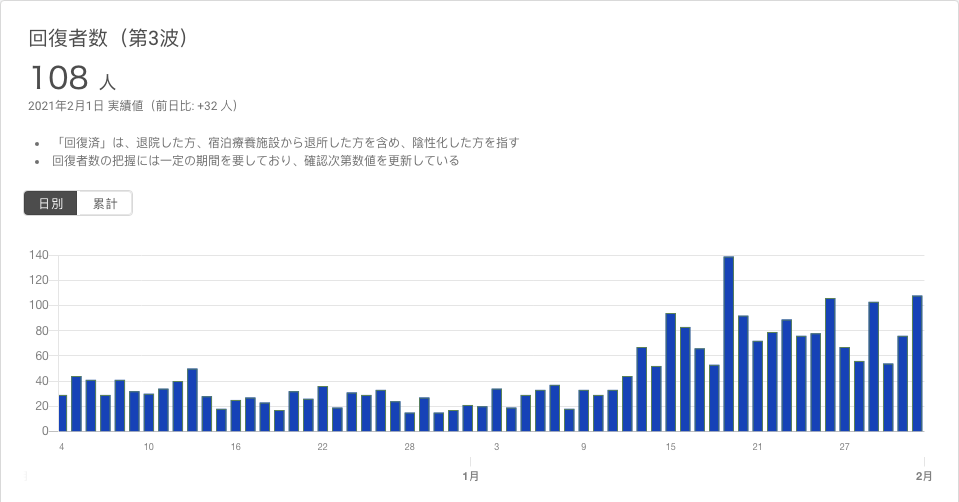 回復者数（第3波）
108 人
2021年2月1日 実績値（前日比: +32 人）
• 「回復済」は、退院した方、宿泊療養施設から退所した方を含め、陰性化した方を指す
• 回復者数の把握には一定の期間を要しており、確認次第数値を更新している
日別 累計
140
120
100
80
60
40
20
0
4 10 16 22 28 3 9 15 21 27
1月 2月